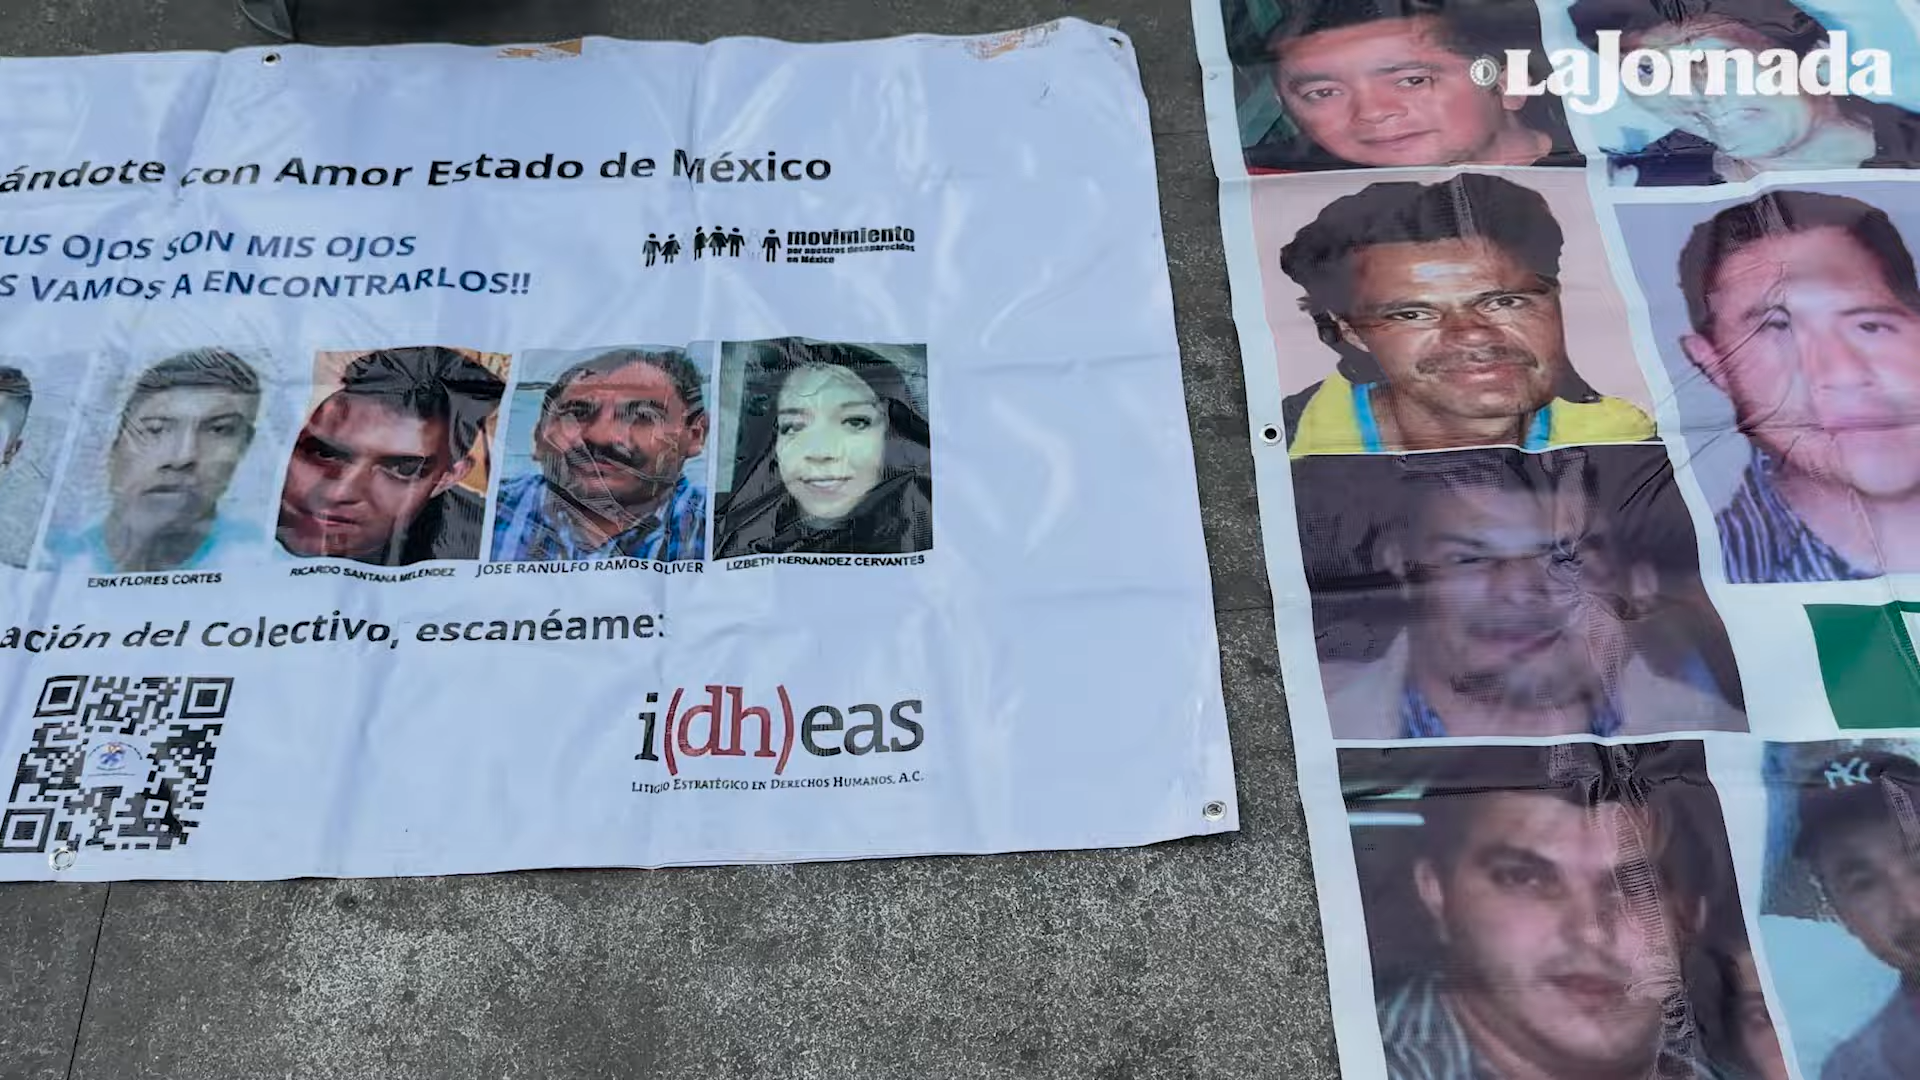 La Jornada
ándote con Amor Estado de México
TUS OJOS SON MIS OJOS
S VAMOS A ENCONTRARLOS!!
movimiento
por nuestros desaparecidos
en México
ERIK FLORES CORTES
RICARDO SANTANA MELENDEZ
JOSE RANULFO RAMOS OLIVER
LIZBETH HERNANDEZ CERVANTES
ación del Colectivo, escanéame:
i(dh)eas
LITIGIO ESTRATÉGICO EN DERECHOS HUMANOS, A.C.
NY